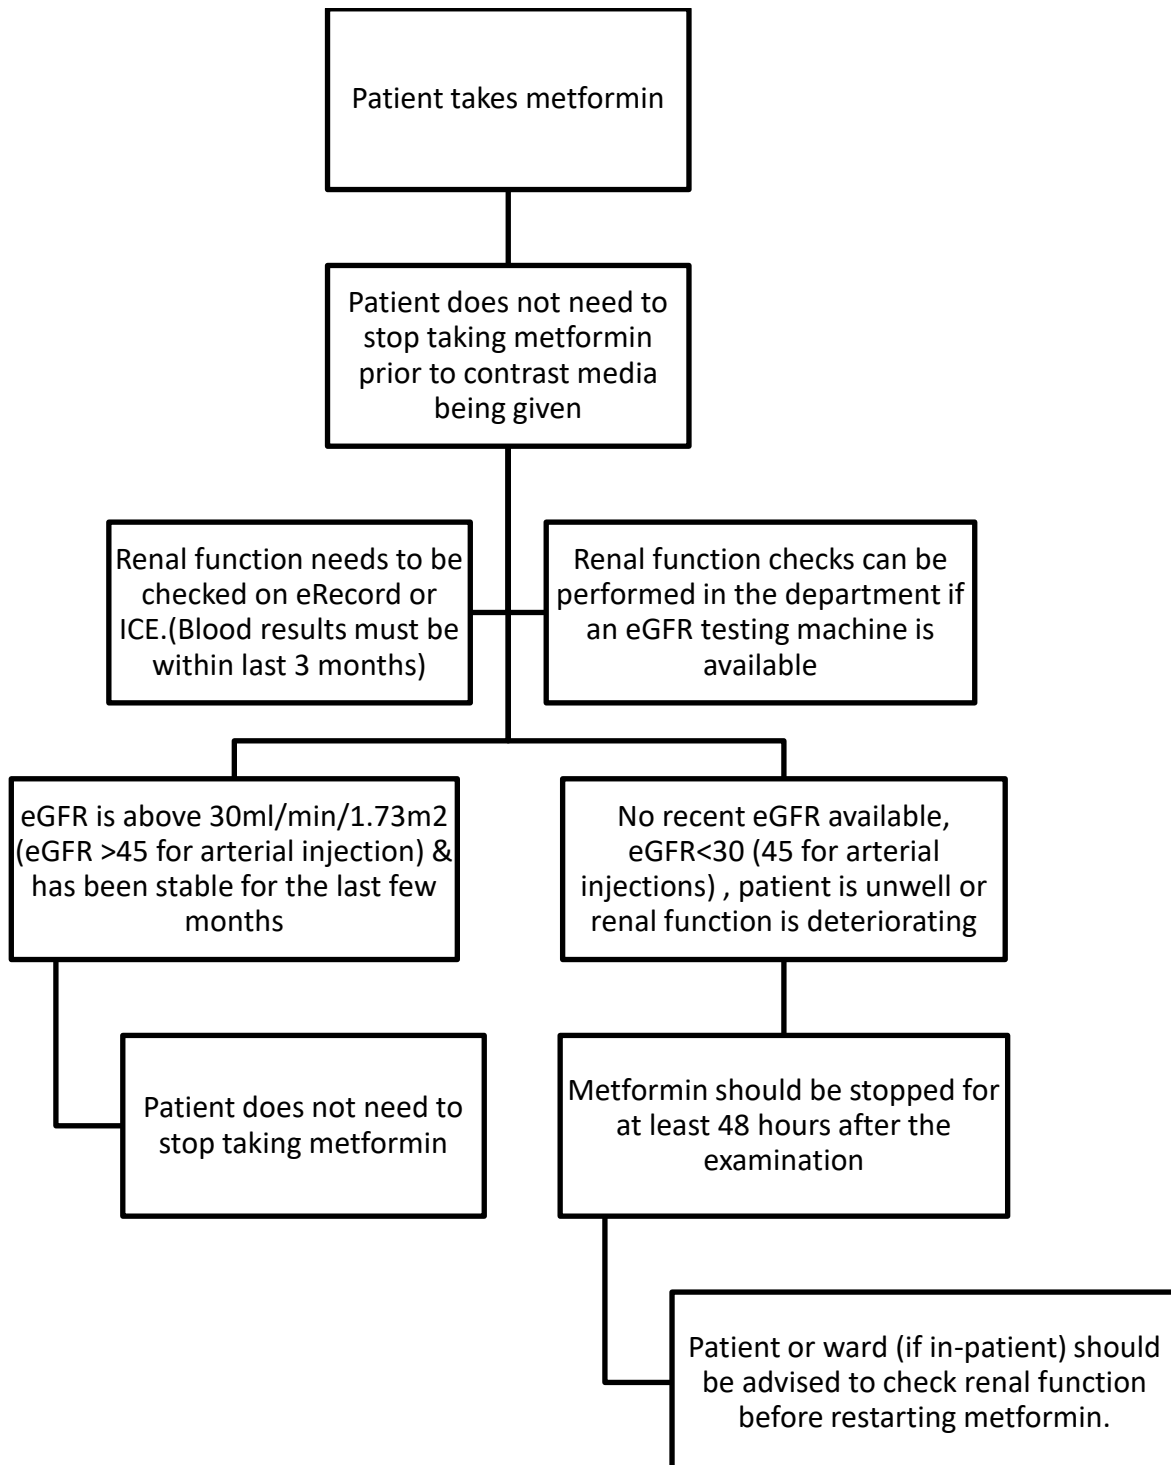 Patient takes metformin
Patient does not need to
stop taking metformin
prior to contrast media
being given
Renal function needs to be
checked on eRecord or
ICE.(Blood results must be
within last 3 months)
Renal function checks can be
performed in the department if
an eGFR testing machine is
available
eGFR is above 30ml/min/1.73m2
(eGFR >45 for arterial injection) &
has been stable for the last few
months
No recent eGFR available,
eGFR<30 (45 for arterial
injections) , patient is unwell or
renal function is deteriorating
Patient does not need to
stop taking metformin
Metformin should be stopped for
at least 48 hours after the
examination
Patient or ward (if in-patient) should
be advised to check renal function
before restarting metformin.